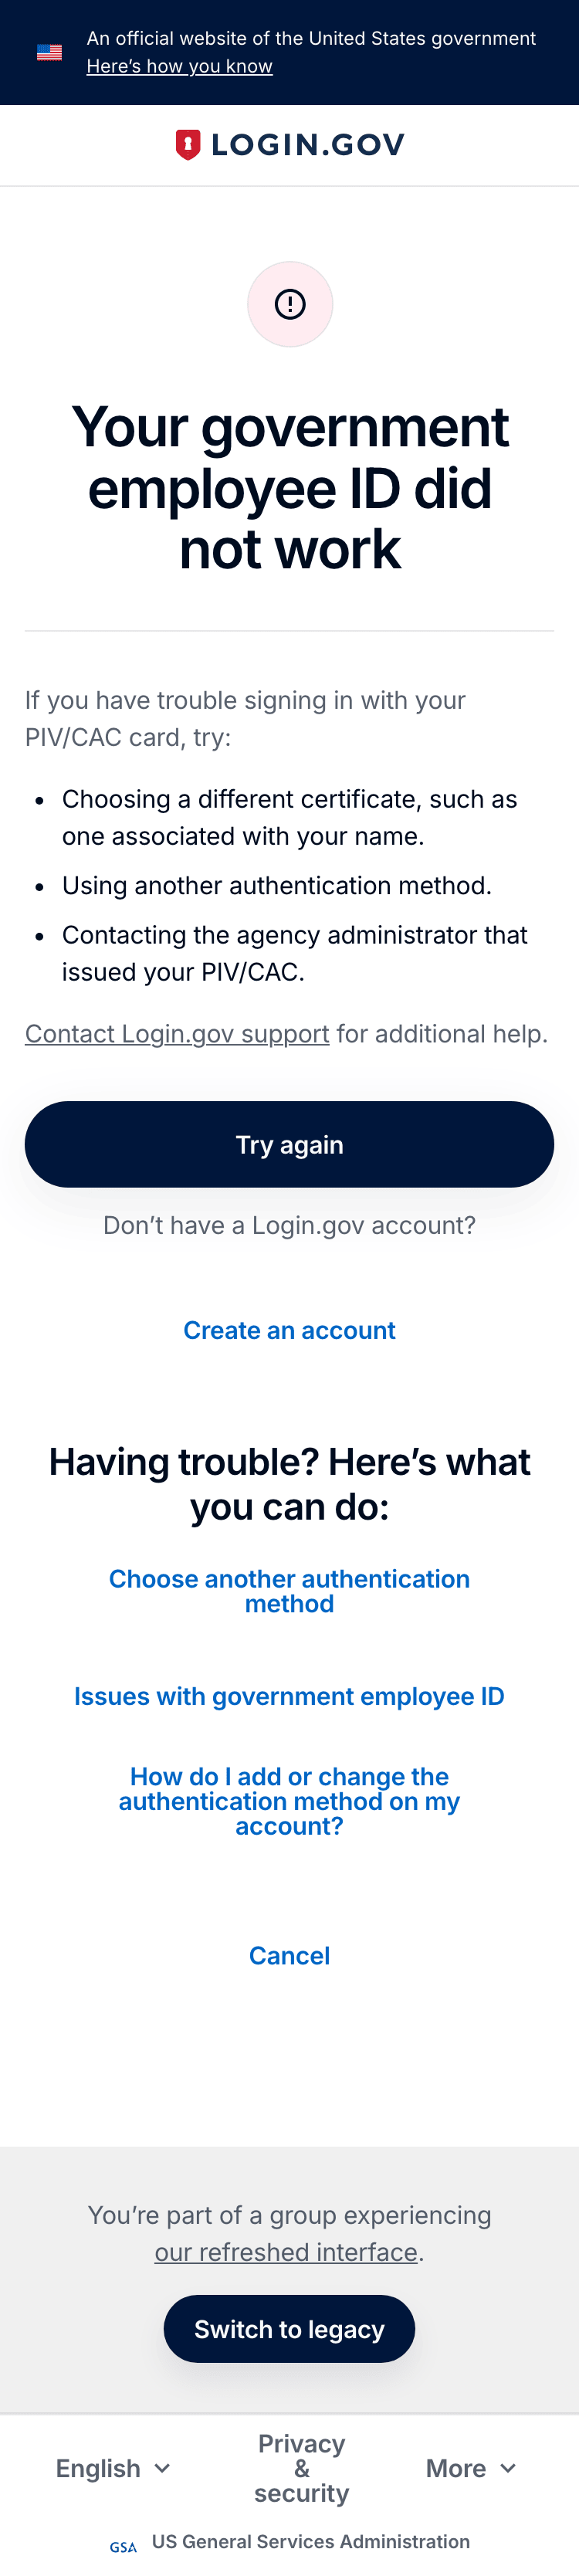 An official website of the United States government
Here’s how you know
LOGIN.GOV
Your government
employee ID did
not work
If you have trouble signing in with your
PIV/CAC card, try:
• Choosing a different certificate, such as
one associated with your name.
• Using another authentication method.
• Contacting the agency administrator that
issued your PIV/CAC.
Contact Login.gov support for additional help.
Try again
Don’t have a Login.gov account?
Create an account
Having trouble? Here’s what
you can do:
Choose another authentication
method
Issues with government employee ID
How do I add or change the
authentication method on my
account?
Cancel
You’re part of a group experiencing
our refreshed interface.
Switch to legacy
English
Privacy
&
security
More
GSA US General Services Administration